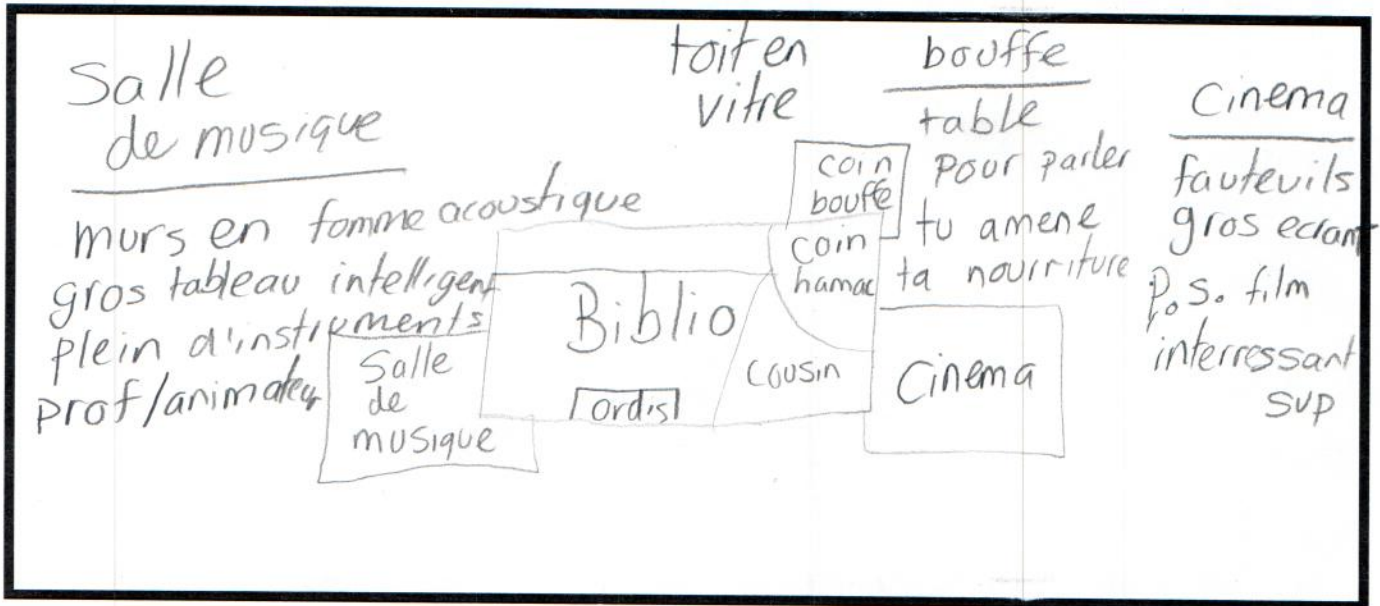 Salle
de musique
murs en fomme acoustique
gros tableau intelligent
plein d'instruments
prof/animateur
toit en
vitre
bouffe
table
pour parler
tu amene
ta nourriture
Cinema
fauteuils
gros ecrant
P.S. film
interressant
SVP
coin
bouffe
coin
hamac
Biblio
ordis
cousin
Salle
de
musique
Cinema